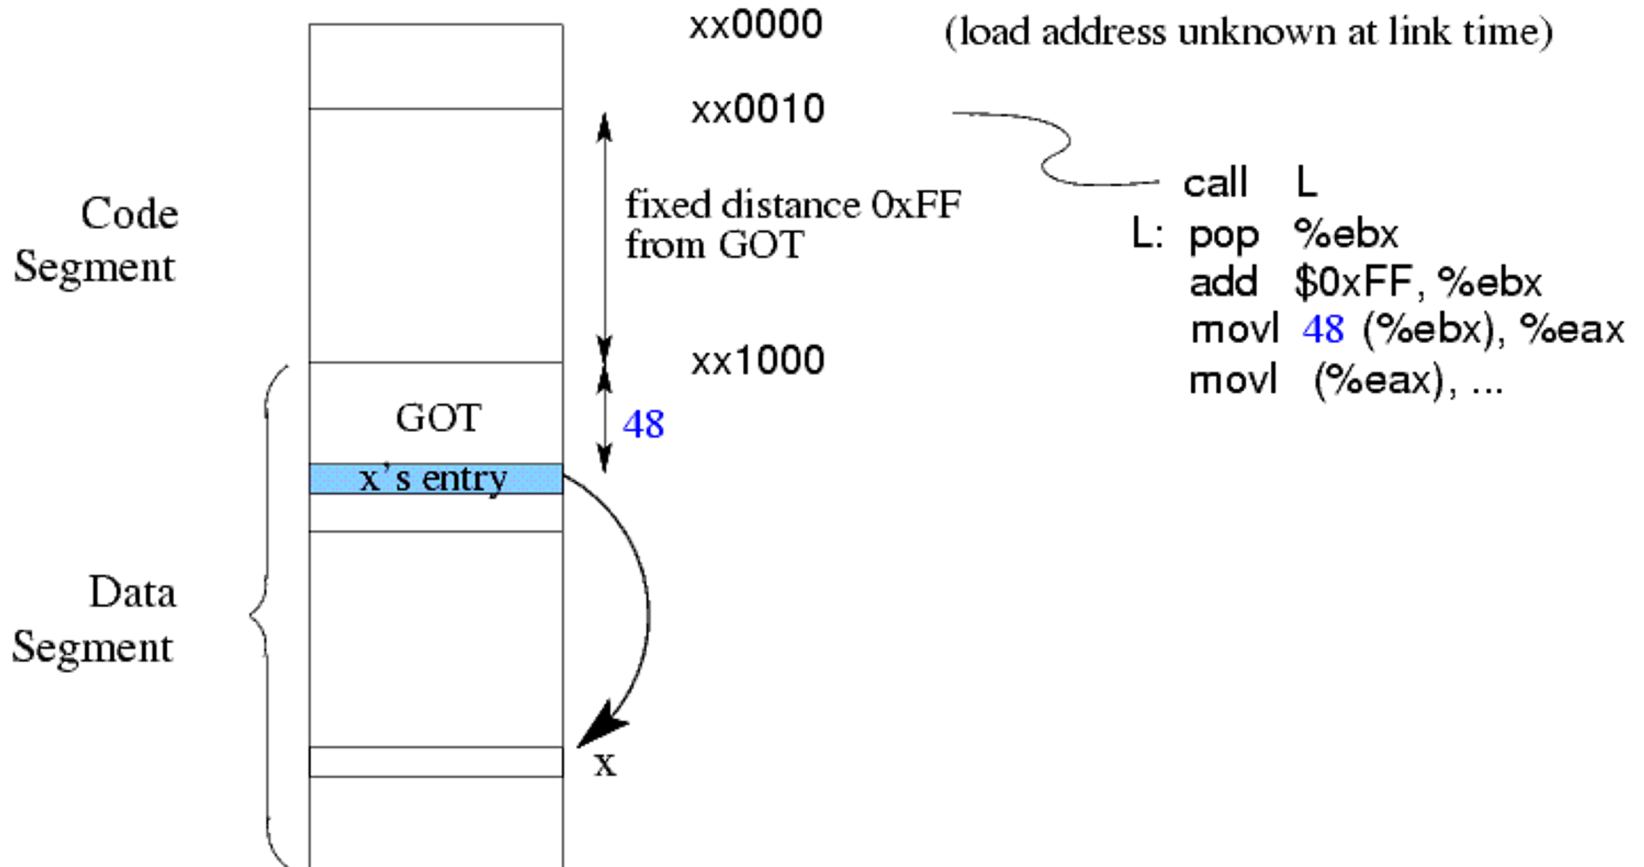 xx0000 (load address unknown at link time)
xx0010
Code
Segment
fixed distance 0xFF
from GOT
call L
L: pop %ebx
add $0xFF, %ebx
movl 48 (%ebx), %eax
movl (%eax), ...
xx1000
GOT
48
x's entry
Data
Segment
x